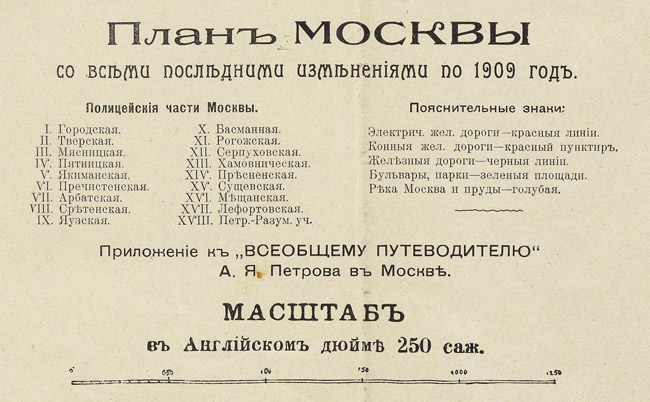 Планъ МОСКВЫ
со всѣми послѣдними измѣненіями по 1909 годъ.
Полицейскія части Москвы.
I. Городская.
II. Тверская.
III. Мясницкая.
IV. Пятницкая.
V. Якиманская.
VI. Пречистенская.
VII. Арбатская.
VIII. Срѣтенская.
IX. Яузская.
X. Басманная.
XI. Рогожская.
XII. Серпуховская.
XIII. Хамовническая.
XIV. Прѣсненская.
XV. Сущевская.
XVI. Мѣщанская.
XVII. Лефортовская.
XVIII. Петр.-Разум. уч.
Пояснительные знаки:
Электрич. жел. дороги—красныя линіи.
Конныя жел. дороги—красный пунктиръ.
Желѣзныя дороги—черныя линіи.
Бульвары, парки—зеленыя площади.
Рѣка Москва и пруды—голубая.
Приложеніе къ „ВСЕОБЩЕМУ ПУТЕВОДИТЕЛЮ“
А. Я. Петрова въ Москвѣ.
МАСШТАБЪ
въ Англійскомъ дюймѣ 250 саж.
0 1000 1250